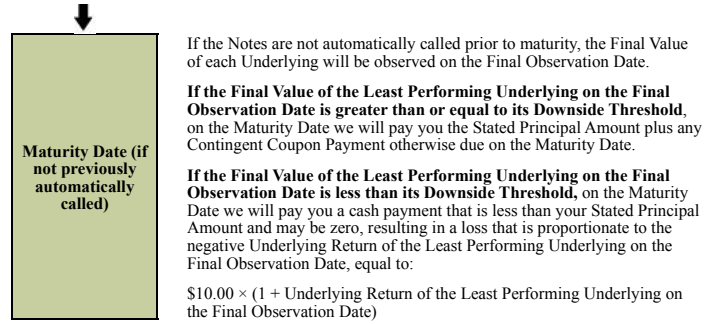 Maturity Date (if
not previously
automatically
called)
If the Notes are not automatically called prior to maturity, the Final Value
of each Underlying will be observed on the Final Observation Date.
If the Final Value of the Least Performing Underlying on the Final
Observation Date is greater than or equal to its Downside Threshold,
on the Maturity Date we will pay you the Stated Principal Amount plus any
Contingent Coupon Payment otherwise due on the Maturity Date.
If the Final Value of the Least Performing Underlying on the Final
Observation Date is less than its Downside Threshold, on the Maturity
Date we will pay you a cash payment that is less than your Stated Principal
Amount and may be zero, resulting in a loss that is proportionate to the
negative Underlying Return of the Least Performing Underlying on the
Final Observation Date, equal to:
$10.00 × (1 + Underlying Return of the Least Performing Underlying on
the Final Observation Date)